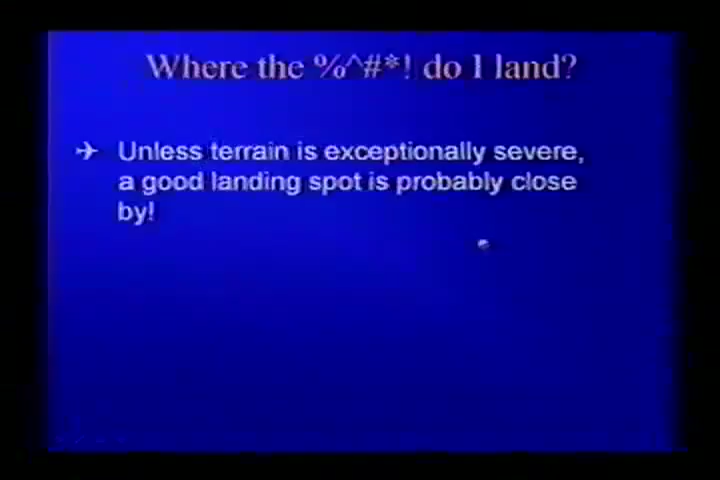 Where the %^#*! do I land?
Unless terrain is exceptionally severe,
a good landing spot is probably close
by!